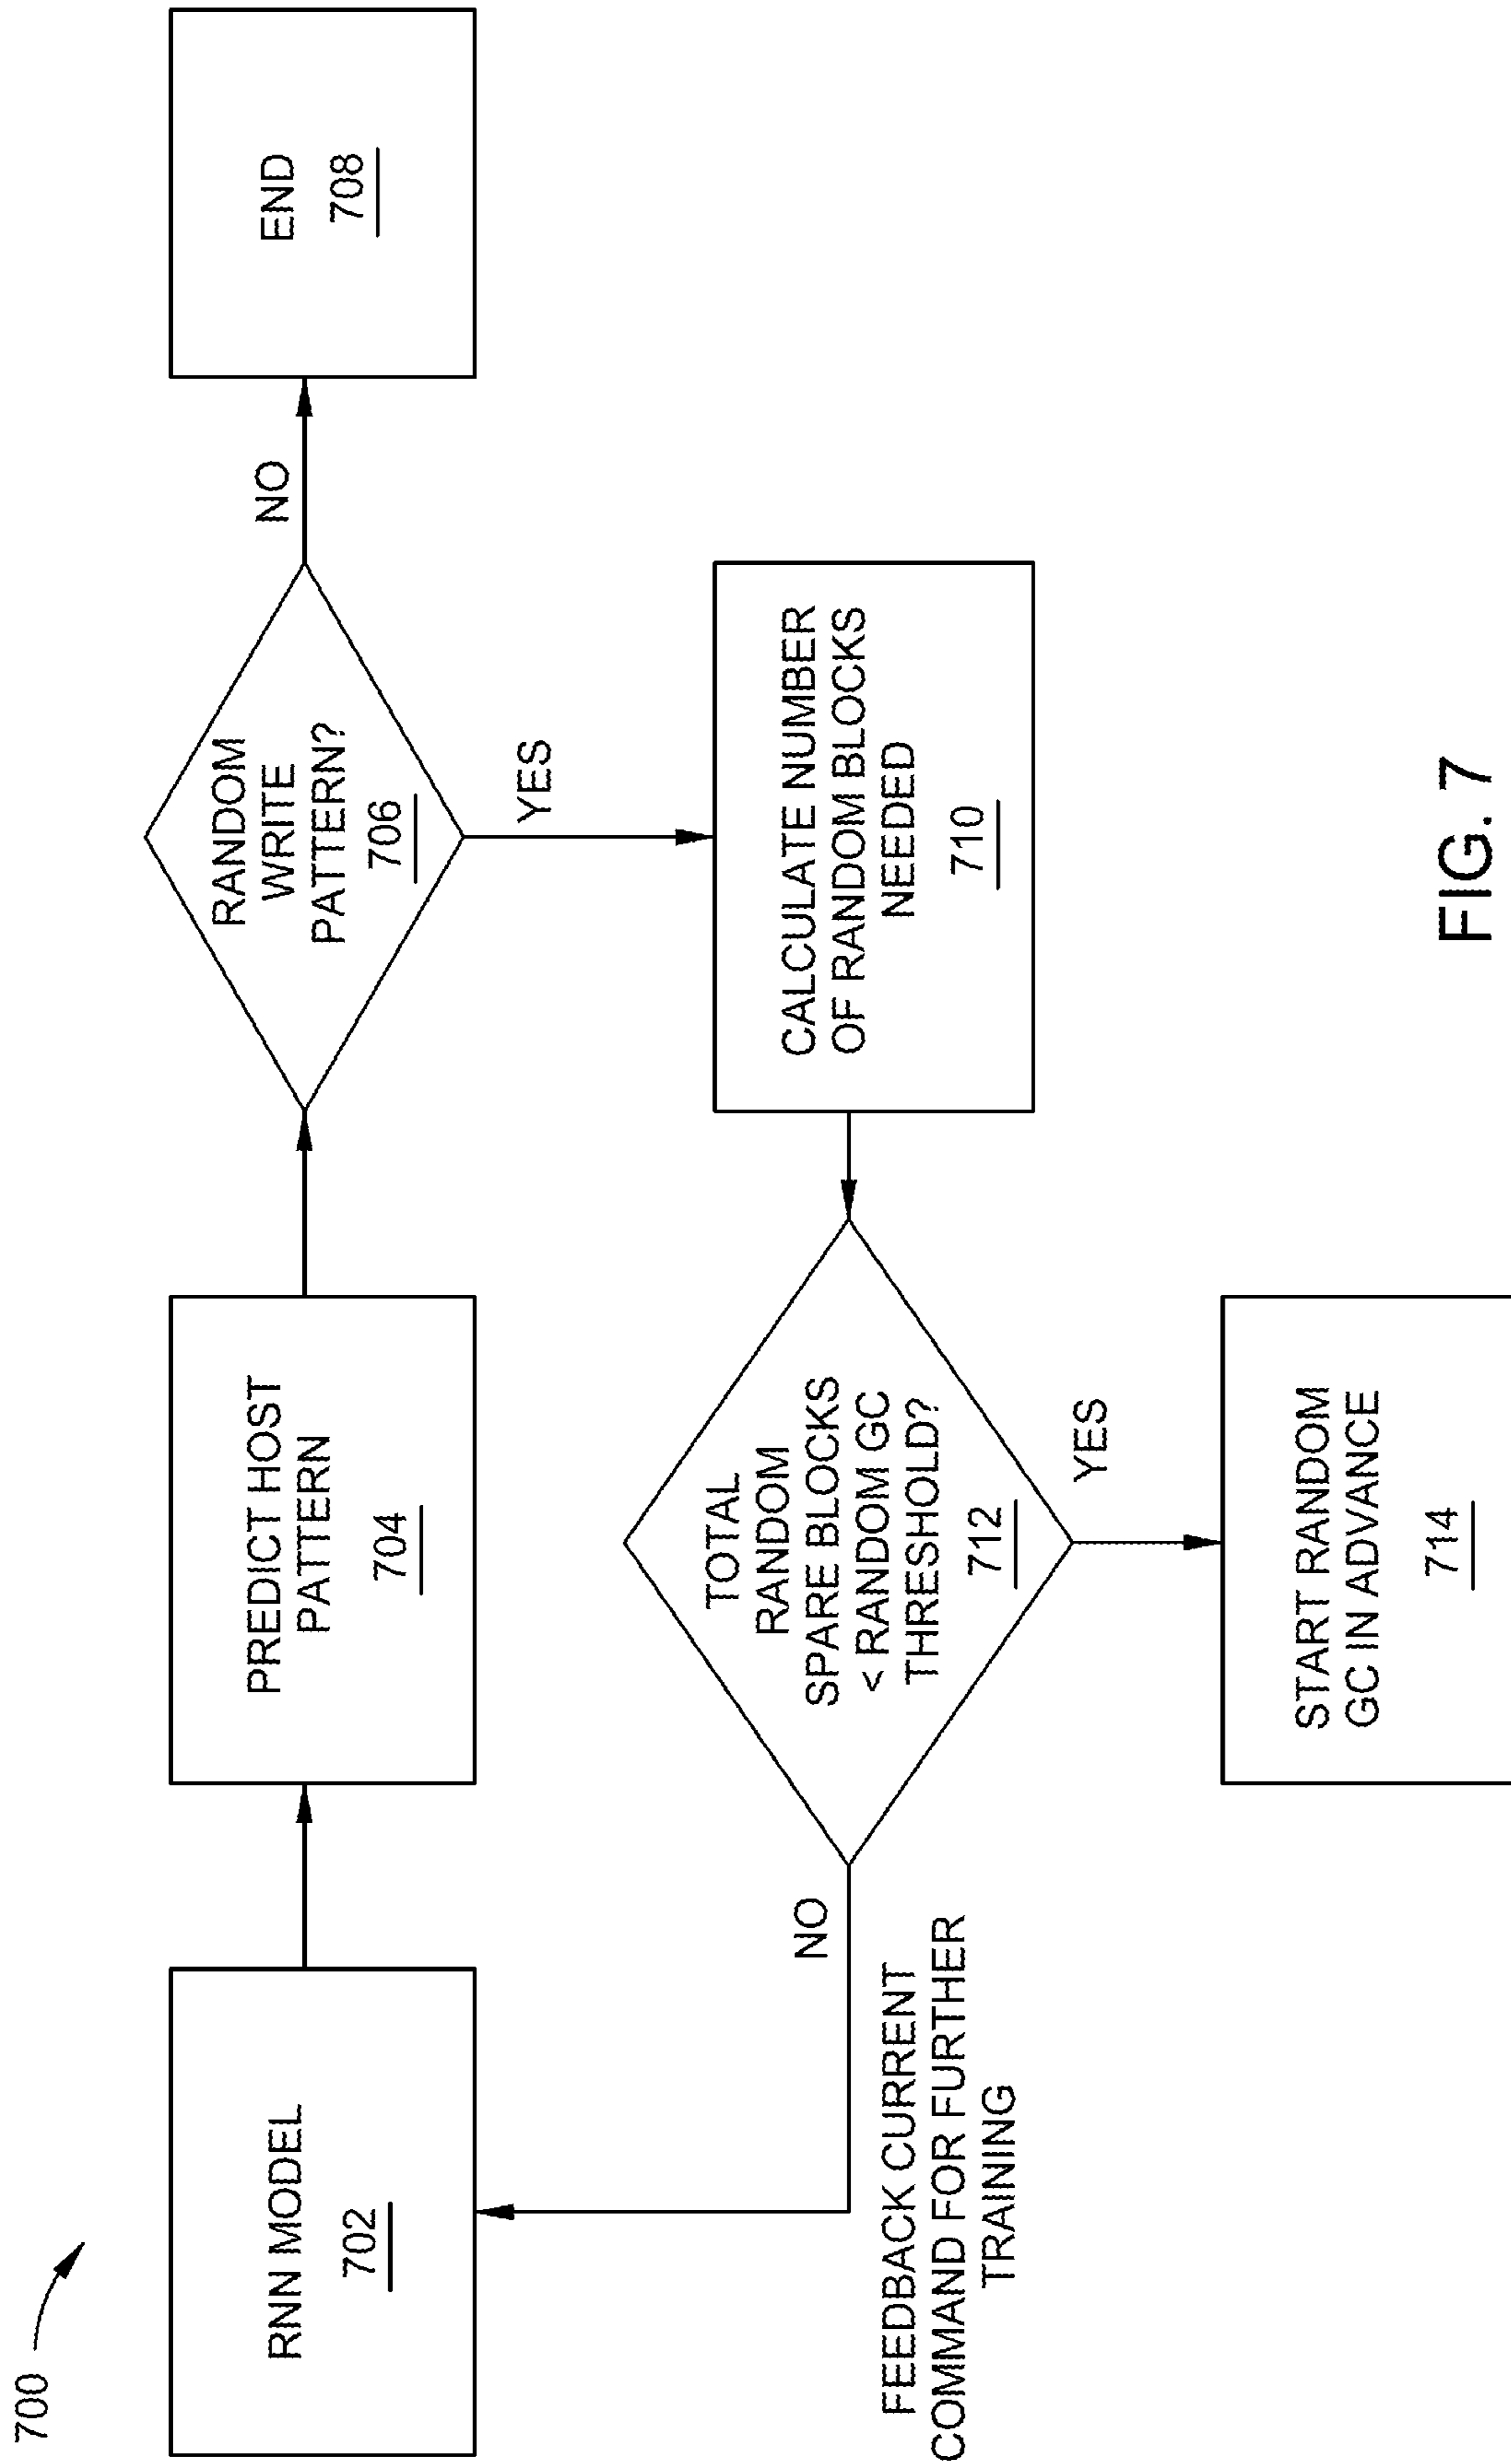 700
RNN MODEL
702
PREDICT HOST
PATTERN
704
RANDOM
WRITE
PATTERN?
706
NO
END
708
YES
CALCULATE NUMBER
OF RANDOM BLOCKS
NEEDED
710
TOTAL
RANDOM
SPARE BLOCKS
< RANDOM GC
THRESHOLD?
712
NO
FEEDBACK CURRENT
COMMAND FOR FURTHER
TRAINING
YES
START RANDOM
GC IN ADVANCE
714
FIG. 7